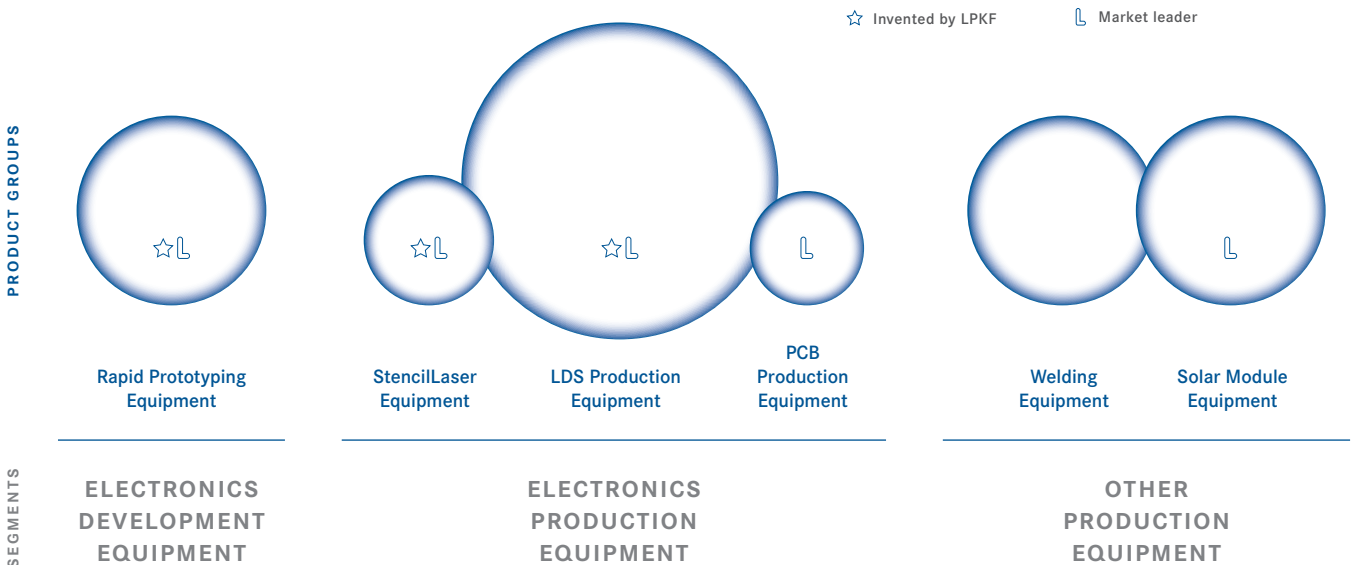 Invented by LPKF
Market leader
PRODUCT GROUPS
Rapid Prototyping
Equipment
StencilLaser
Equipment
LDS Production
Equipment
PCB
Production
Equipment
Welding
Equipment
Solar Module
Equipment
SEGMENTS
ELECTRONICS
DEVELOPMENT
EQUIPMENT
ELECTRONICS
PRODUCTION
EQUIPMENT
OTHER
PRODUCTION
EQUIPMENT